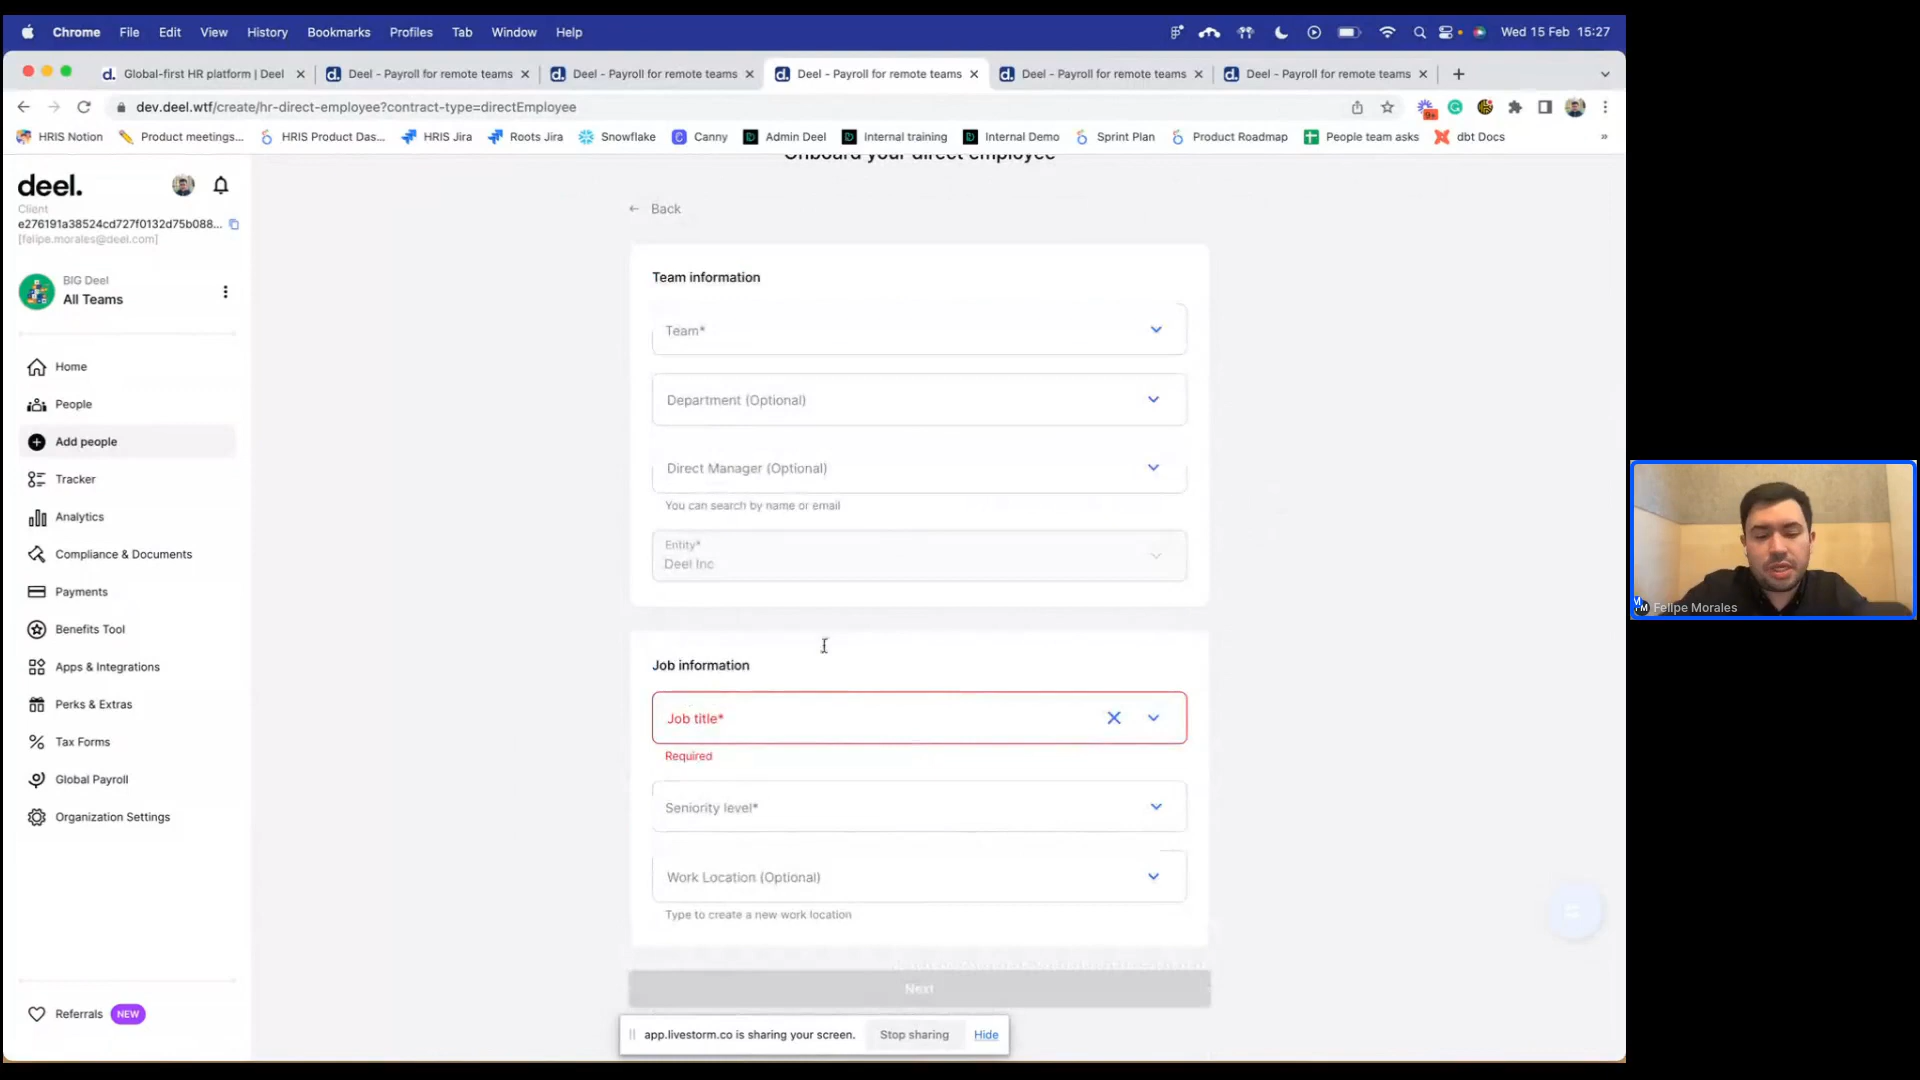 Chrome File Edit View History Bookmarks Profiles Tab Window Help Wed 15 Feb 15:27
Global-first HR platform | Deel Deel - Payroll for remote teams Deel - Payroll for remote teams Deel - Payroll for remote teams Deel - Payroll for remote teams Deel - Payroll for remote teams
dev.deel.wtf/create/hr-direct-employee?contract-type=directEmployee
9+
HRIS Notion Product meetings... HRIS Product Das... HRIS Jira Roots Jira Snowflake Canny Admin Deel Internal training Internal Demo Sprint Plan Product Roadmap People team asks dbt Docs »
Onboard your direct employee
deel.
Client
e276191a38524cd727f0132d75b088...
[felipe.morales@deel.com]
BIG Deel
All Teams
Home
People
Add people
Tracker
Analytics
Compliance & Documents
Payments
Benefits Tool
Apps & Integrations
Perks & Extras
Tax Forms
Global Payroll
Organization Settings
Referrals NEW
← Back
Team information
Team*
Department (Optional)
Direct Manager (Optional)
You can search by name or email
Entity*
Deel Inc
Job information
Job title*
Required
Seniority level*
Work Location (Optional)
Type to create a new work location
Next
app.livestorm.co is sharing your screen. Stop sharing Hide
Felipe Morales